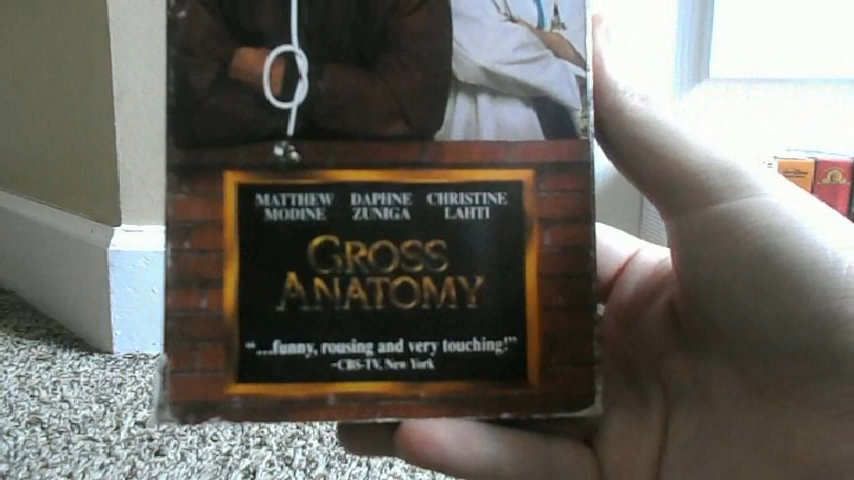 MATTHEW DAPHNE CHRISTINE
MODINE ZUNIGA LAHTI
GROSS
ANATOMY
"...funny, rousing and very touching!"
-CBS-TV, New York